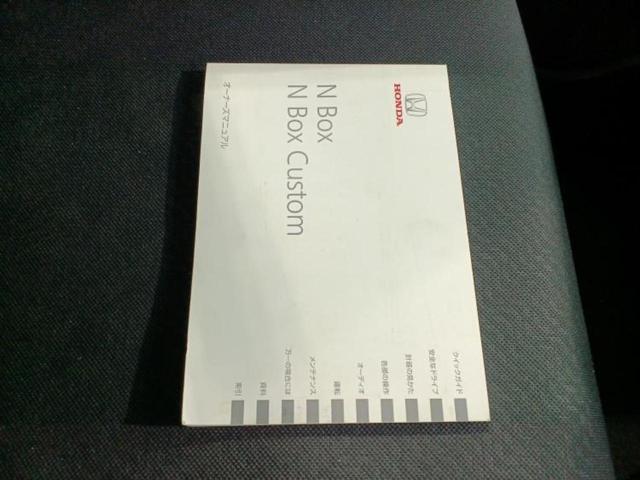 HONDA
N Box
N Box Custom
オーナーズマニュアル
クイックガイド
安全なドライブ
計器の見かた
各部の操作
オーディオ
運転
メンテナンス
万一の場合には
資料
索引